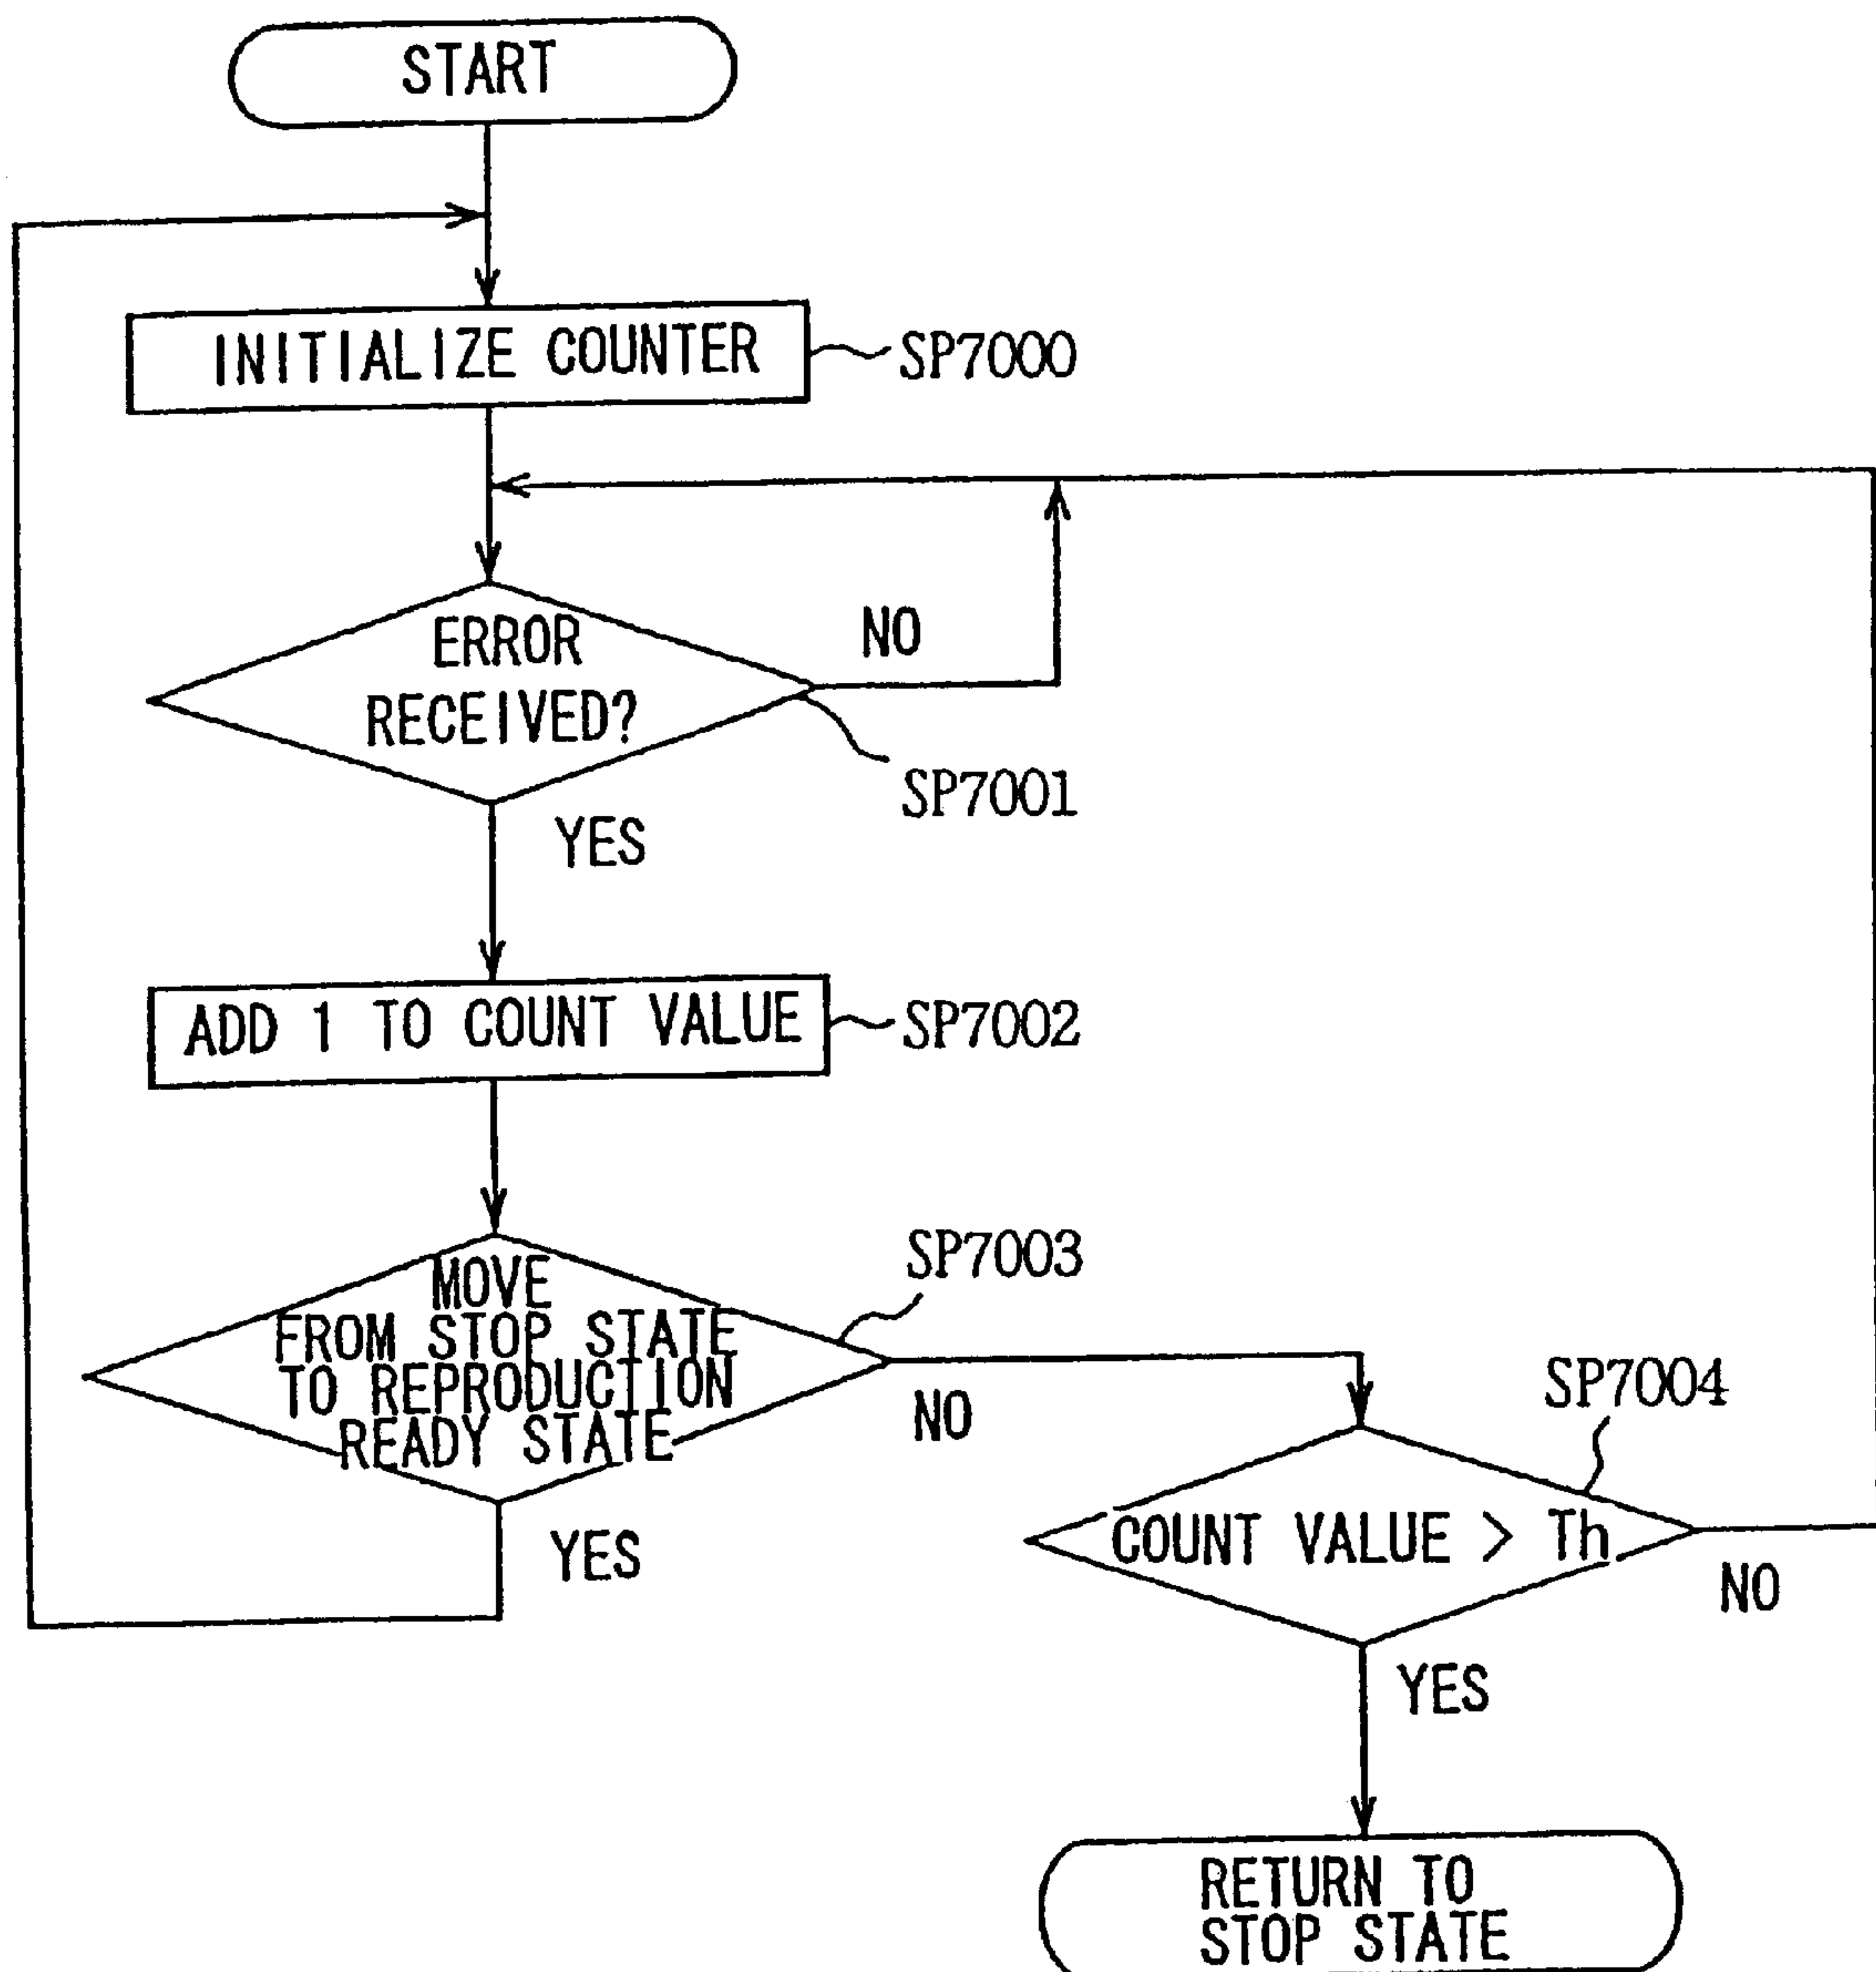 START
INITIALIZE COUNTER
SP7000
ERROR
RECEIVED?
NO
SP7001
YES
ADD 1 TO COUNT VALUE
SP7002
MOVE
FROM STOP STATE
TO REPRODUCTION
READY STATE
SP7003
NO
YES
SP7004
COUNT VALUE > Th
NO
YES
RETURN TO
STOP STATE